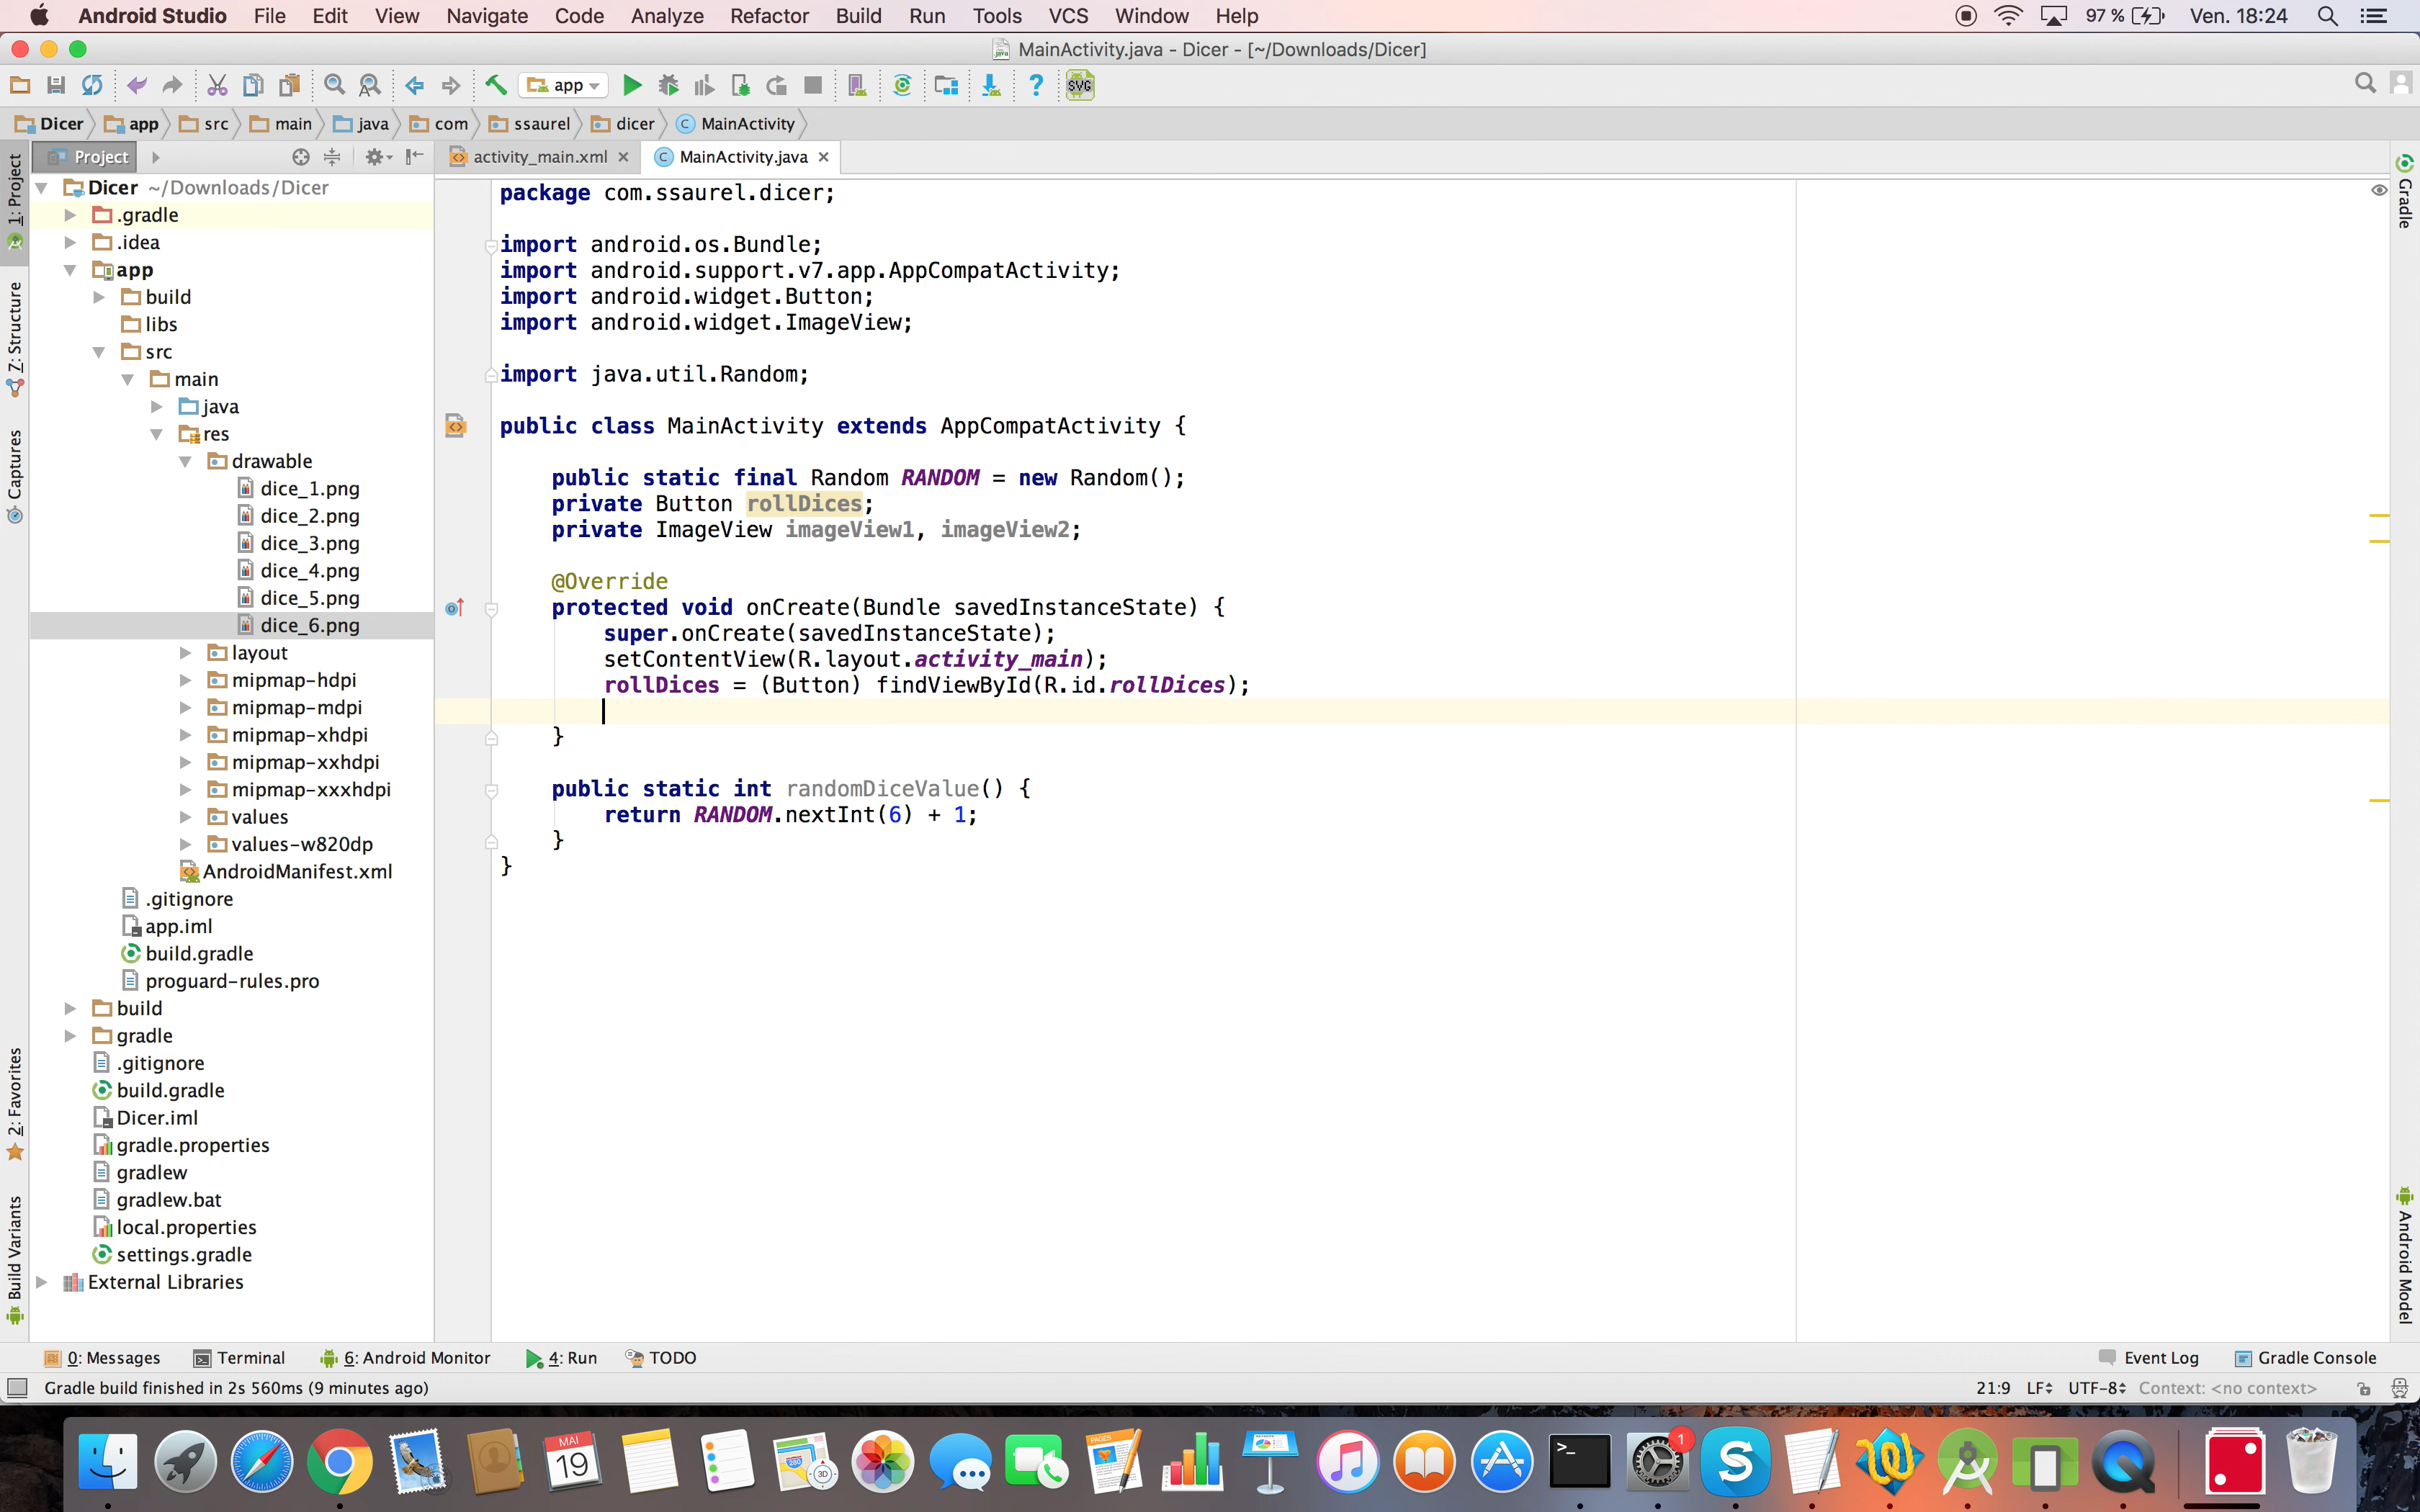 Android Studio File Edit View Navigate Code Analyze Refactor Build Run Tools VCS Window Help 97 % Ven. 18:24
MainActivity.java - Dicer - [~/Downloads/Dicer]
app SVG
Dicer app src main java com ssaurel dicer MainActivity
Project activity_main.xml MainActivity.java
1: Project
Z: Structure
Captures
2: Favorites
Build Variants
Dicer ~/Downloads/Dicer
.gradle
.idea
app
build
libs
src
main
java
res
drawable
dice_1.png
dice_2.png
dice_3.png
dice_4.png
dice_5.png
dice_6.png
layout
mipmap-hdpi
mipmap-mdpi
mipmap-xhdpi
mipmap-xxhdpi
mipmap-xxxhdpi
values
values-w820dp
AndroidManifest.xml
.gitignore
app.iml
build.gradle
proguard-rules.pro
build
gradle
.gitignore
build.gradle
Dicer.iml
gradle.properties
gradlew
gradlew.bat
local.properties
settings.gradle
External Libraries
package com.ssaurel.dicer;
import android.os.Bundle;
import android.support.v7.app.AppCompatActivity;
import android.widget.Button;
import android.widget.ImageView;
import java.util.Random;
public class MainActivity extends AppCompatActivity {
public static final Random RANDOM = new Random();
private Button rollDices;
private ImageView imageView1, imageView2;
@Override
protected void onCreate(Bundle savedInstanceState) {
super.onCreate(savedInstanceState);
setContentView(R.layout.activity_main);
rollDices = (Button) findViewById(R.id.rollDices);
}
public static int randomDiceValue() {
return RANDOM.nextInt(6) + 1;
}
}
Gradle
Android Model
0: Messages Terminal 6: Android Monitor 4: Run TODO Event Log Gradle Console
Gradle build finished in 2s 560ms (9 minutes ago) 21:9 LF UTF-8 Context: <no context>
MAI
19
280
3D
PAGES
>_
1
S